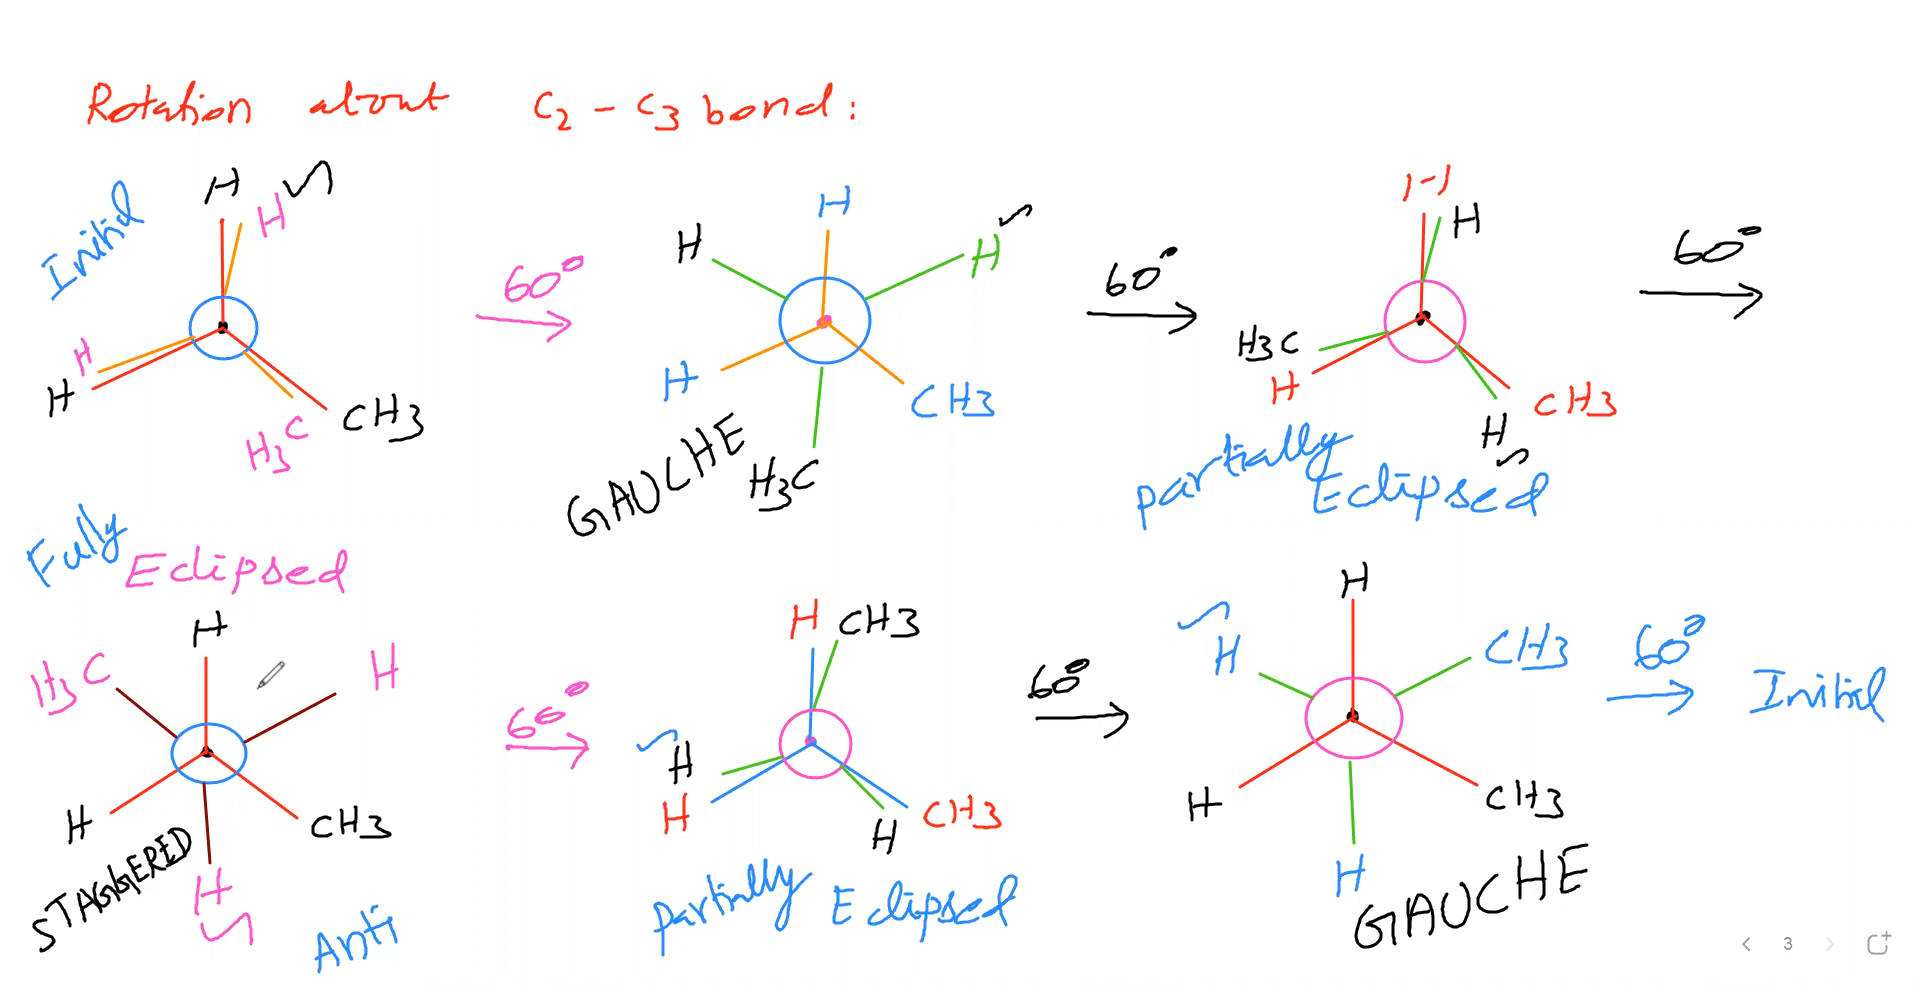 Rotation about C2 - C3 bond:
Initial
H
H
H
H
H3C
CH3
Fully Eclipsed
60°
H
H
H
H
CH3
H3C
GAUCHE
60°
H
H
H3C
H
CH3
H
partially Eclipsed
60°
H
H3C
H
H
CH3
H
STAGGERED
Anti
60°
H CH3
H
H
CH3
H
partially Eclipsed
60°
H
H
CH3
H
CH3
H
GAUCHE
60°
Initial
3